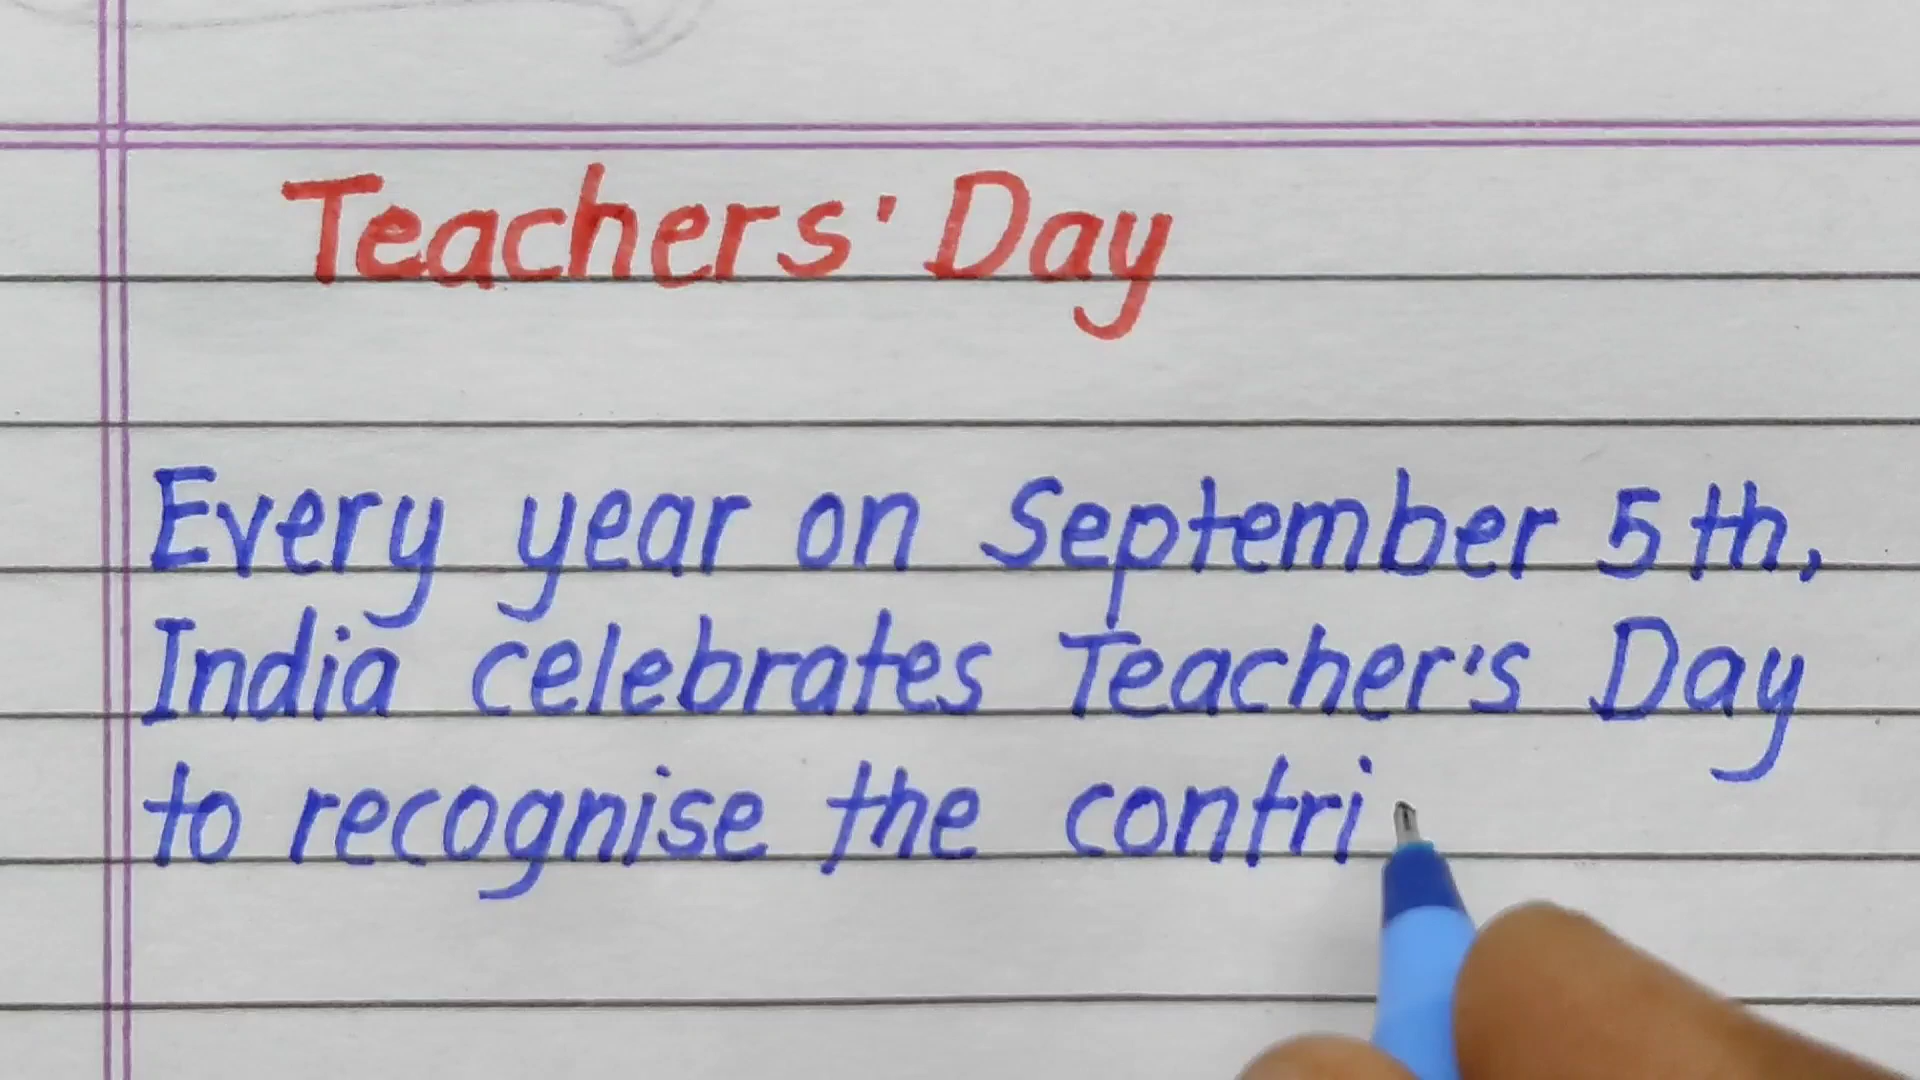 Teachers' Day
Every year on September 5th,
India celebrates Teacher's Day
to recognise the contri